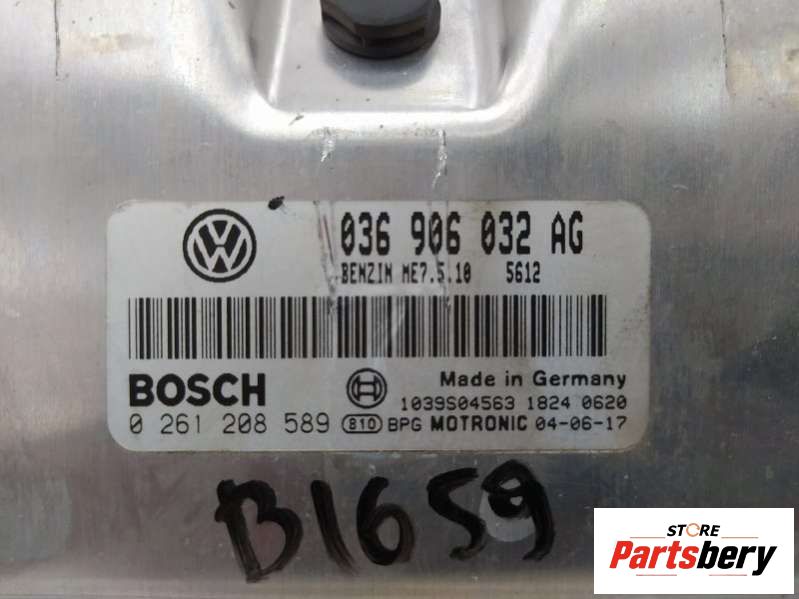 036 906 032 AG
BENZIN ME7.5.10 5612
BOSCH
Made in Germany
1039S04563 1824 0620
0 261 208 589 810 BPG MOTRONIC 04-06-17
B1659
STORE
Partsbery